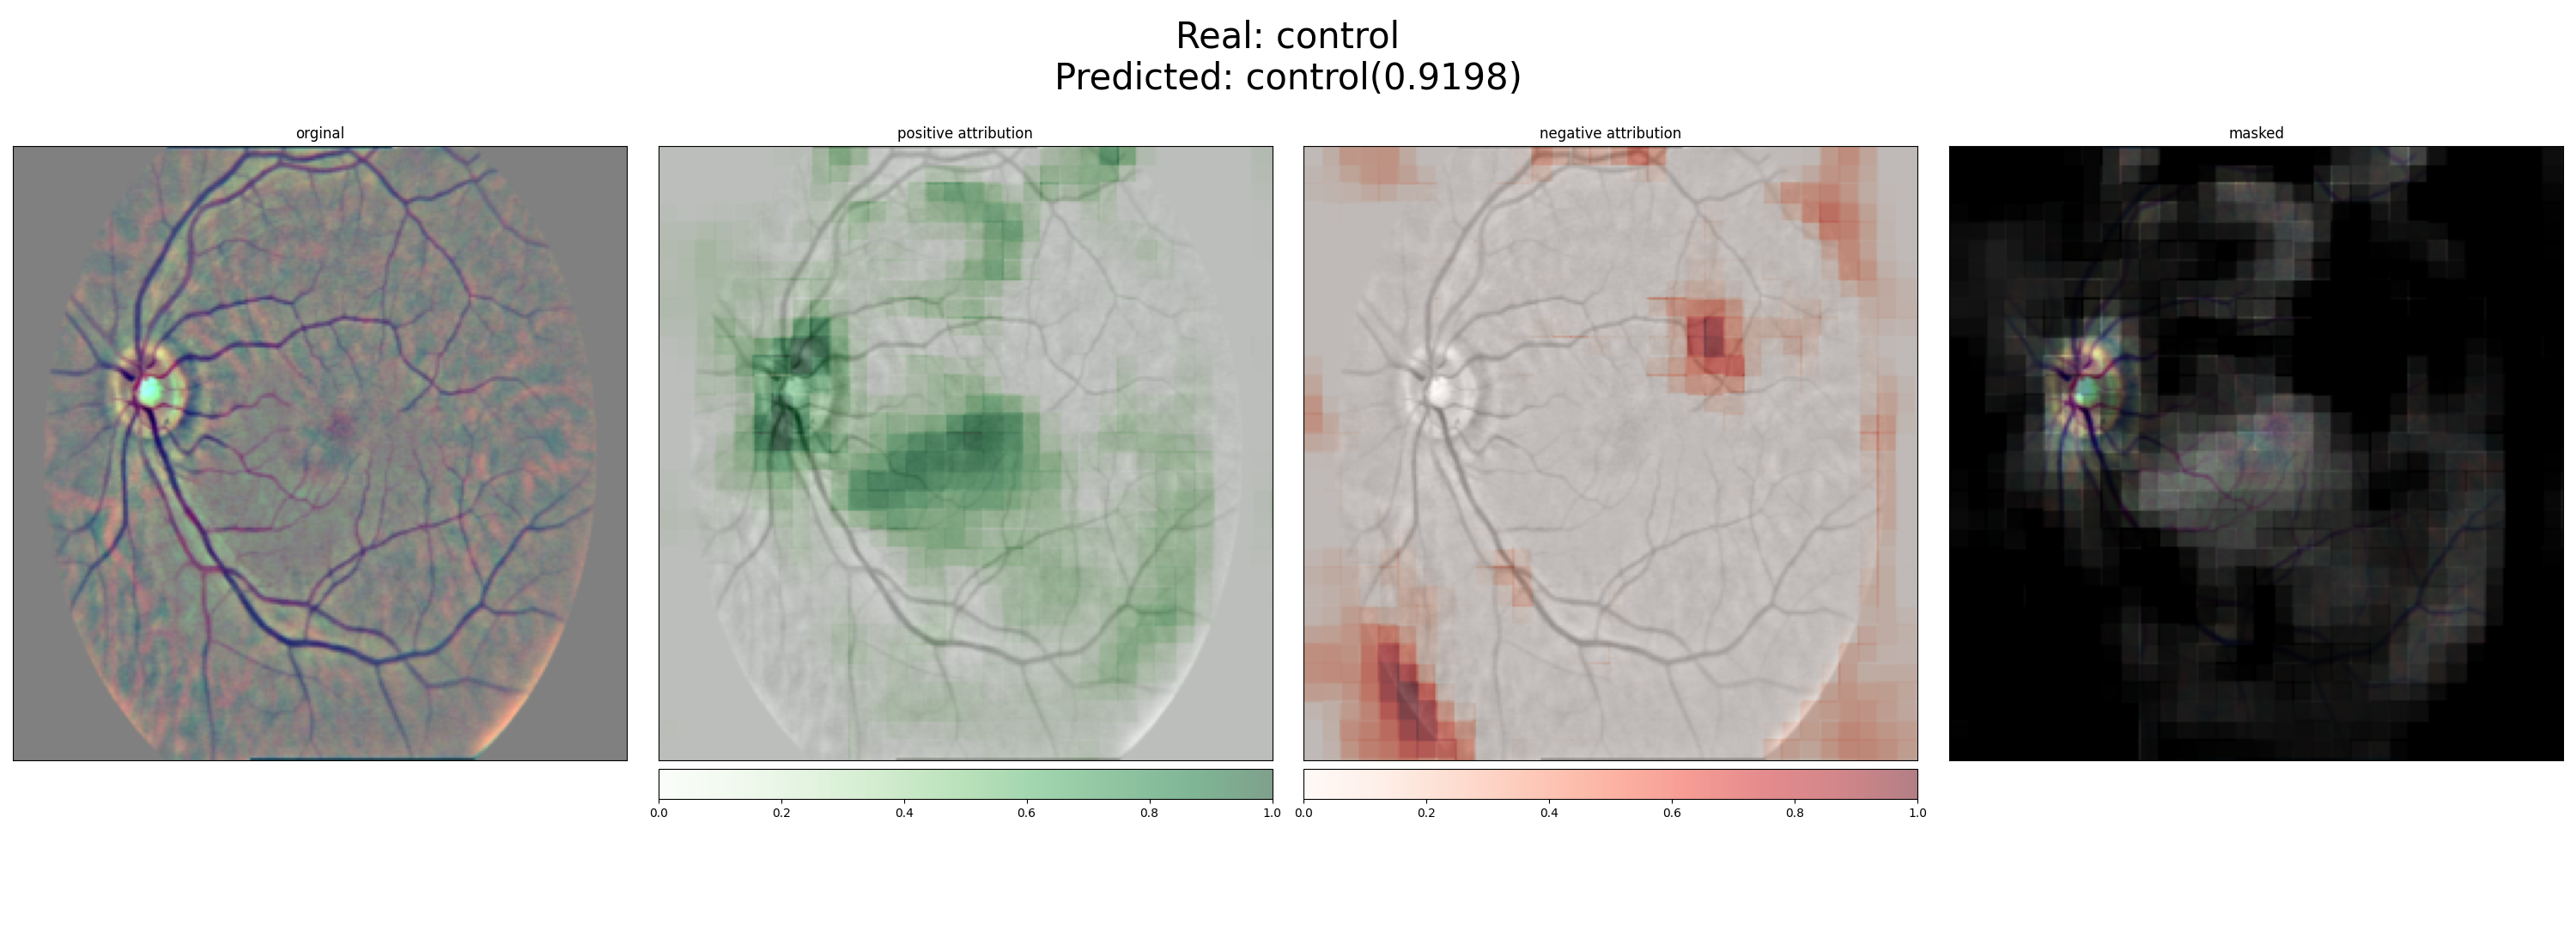 Real: control
Predicted: control(0.9198)
orginal
positive attribution
negative attribution
masked
0.0 0.2 0.4 0.6 0.8 1.0
0.0 0.2 0.4 0.6 0.8 1.0